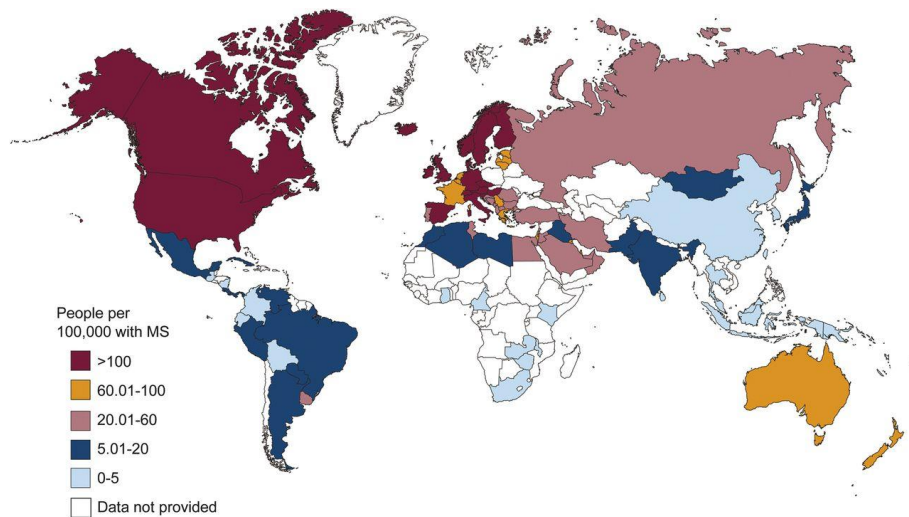 People per
100,000 with MS
>100
60.01-100
20.01-60
5.01-20
0-5
Data not provided